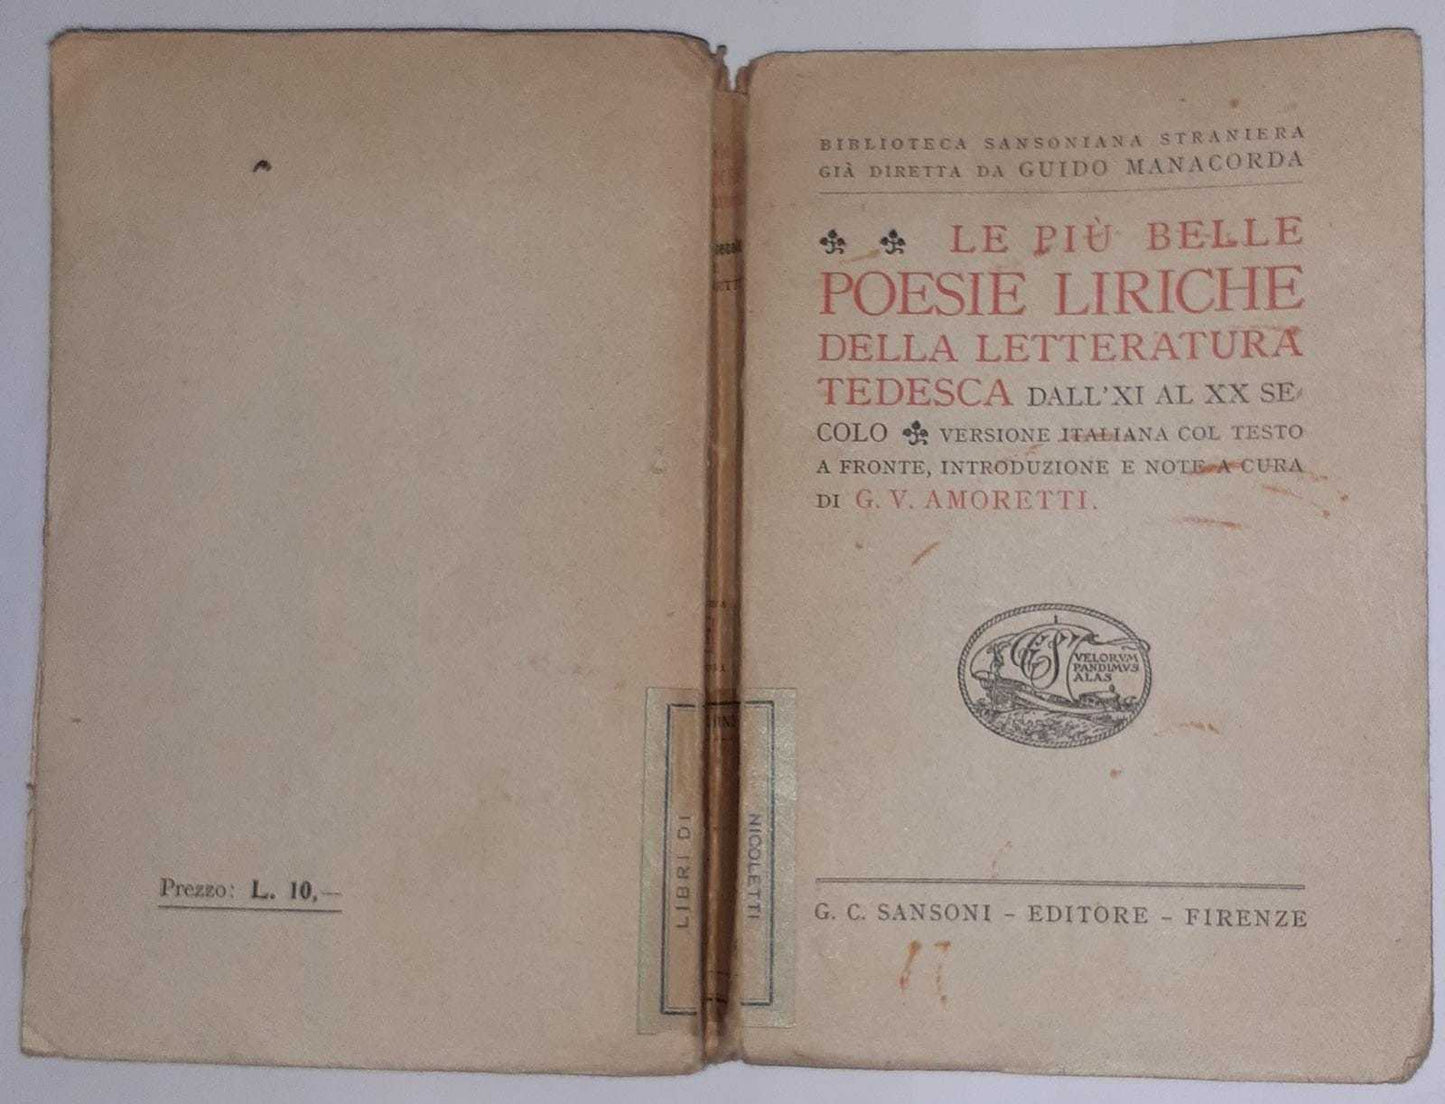 BIBLIOTECA SANSONIANA STRANIERA
GIÀ DIRETTA DA GUIDO MANACORDA
LE PIÙ BELLE
POESIE LIRICHE
DELLA LETTERATURA
TEDESCA DALL'XI AL XX SE-
COLO VERSIONE ITALIANA COL TESTO
A FRONTE, INTRODUZIONE E NOTE A CURA
DI G. V. AMORETTI.
VELORVM
PANDIMVS
ALAS
G. C. SANSONI - EDITORE - FIRENZE
LIBRI DI
NICOLETTI
Prezzo: L. 10,—